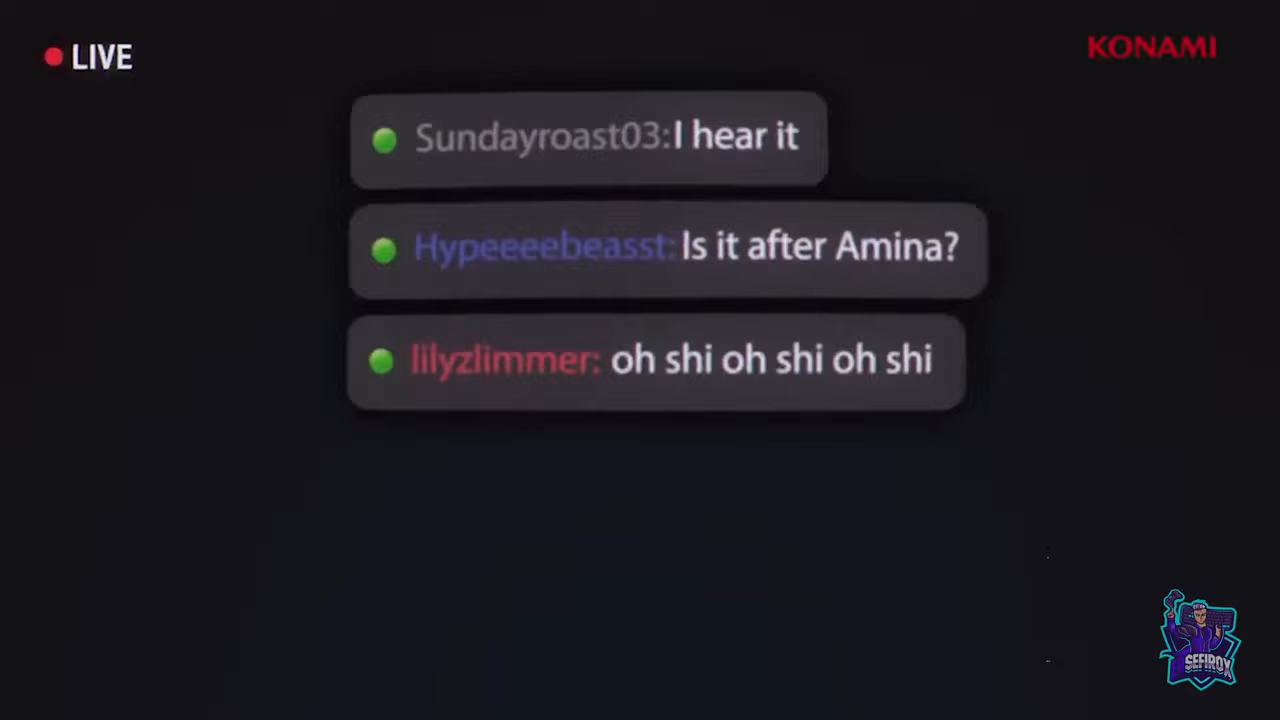 LIVE
KONAMI
Sundayroast03: I hear it
Hypeeeebeasst: Is it after Amina?
lilyzlimmer: oh shi oh shi oh shi
SEFIROX